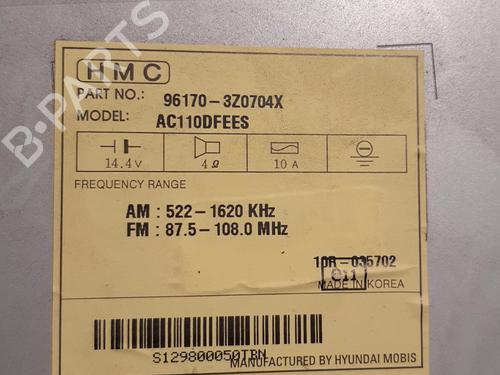 HMC
PART NO.: 96170-3Z0704X
MODEL: AC110DFEES
14.4V 4Ω 10 A
FREQUENCY RANGE
AM : 522-1620 KHz
FM : 87.5-108.0 MHz
10R-035702
011
MADE IN KOREA
S129800050TBN
MANUFACTURED BY HYUNDAI MOBIS
B-PARTS